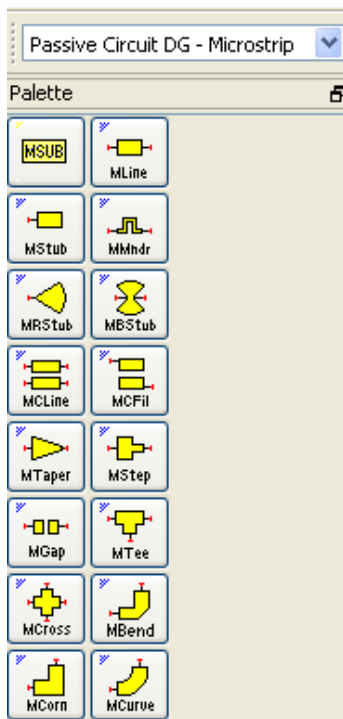 Passive Circuit DG - Microstrip
Palette
MSUB MLine
MStub MMndr
MRStub MBStub
MCLine MCFil
MTaper MStep
MGap MTee
MCross MBend
MCorn MCurve